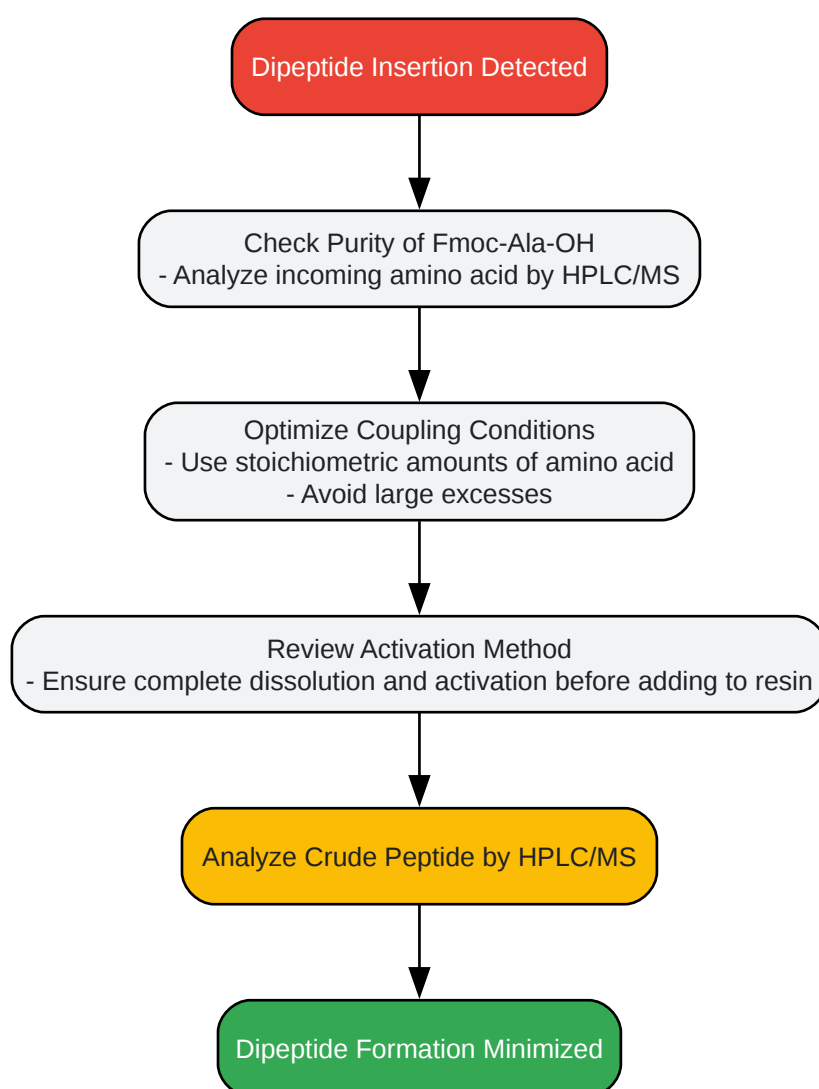 Dipeptide Insertion Detected
Check Purity of Fmoc-Ala-OH
- Analyze incoming amino acid by HPLC/MS
Optimize Coupling Conditions
- Use stoichiometric amounts of amino acid
- Avoid large excesses
Review Activation Method
- Ensure complete dissolution and activation before adding to resin
Analyze Crude Peptide by HPLC/MS
Dipeptide Formation Minimized